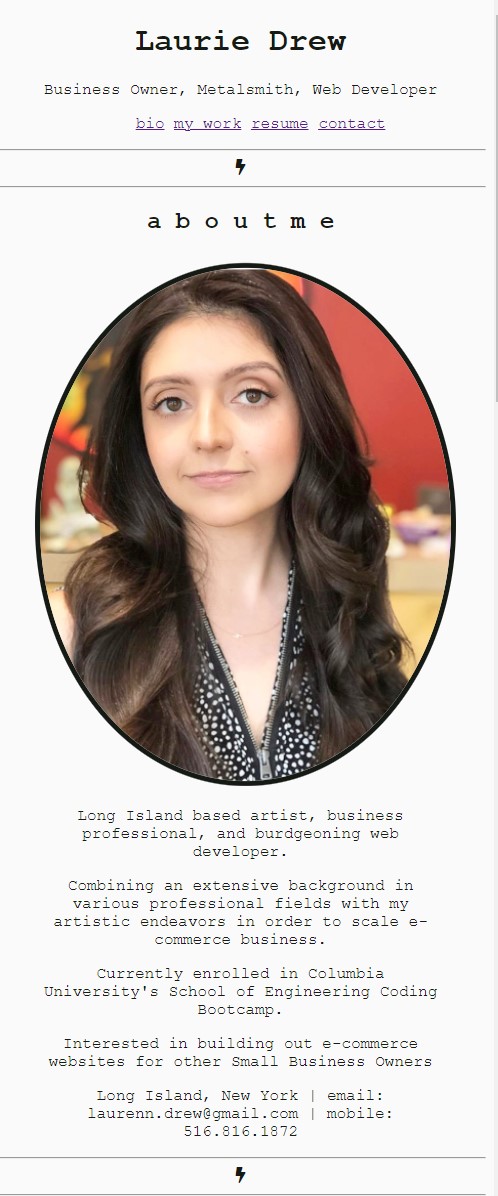 Laurie Drew
Business Owner, Metalsmith, Web Developer
bio my work resume contact
a b o u t m e
Long Island based artist, business
professional, and burdgeoning web
developer.
Combining an extensive background in
various professional fields with my
artistic endeavors in order to scale e-
commerce business.
Currently enrolled in Columbia
University's School of Engineering Coding
Bootcamp.
Interested in building out e-commerce
websites for other Small Business Owners
Long Island, New York | email:
laurenn.drew@gmail.com | mobile:
516.816.1872